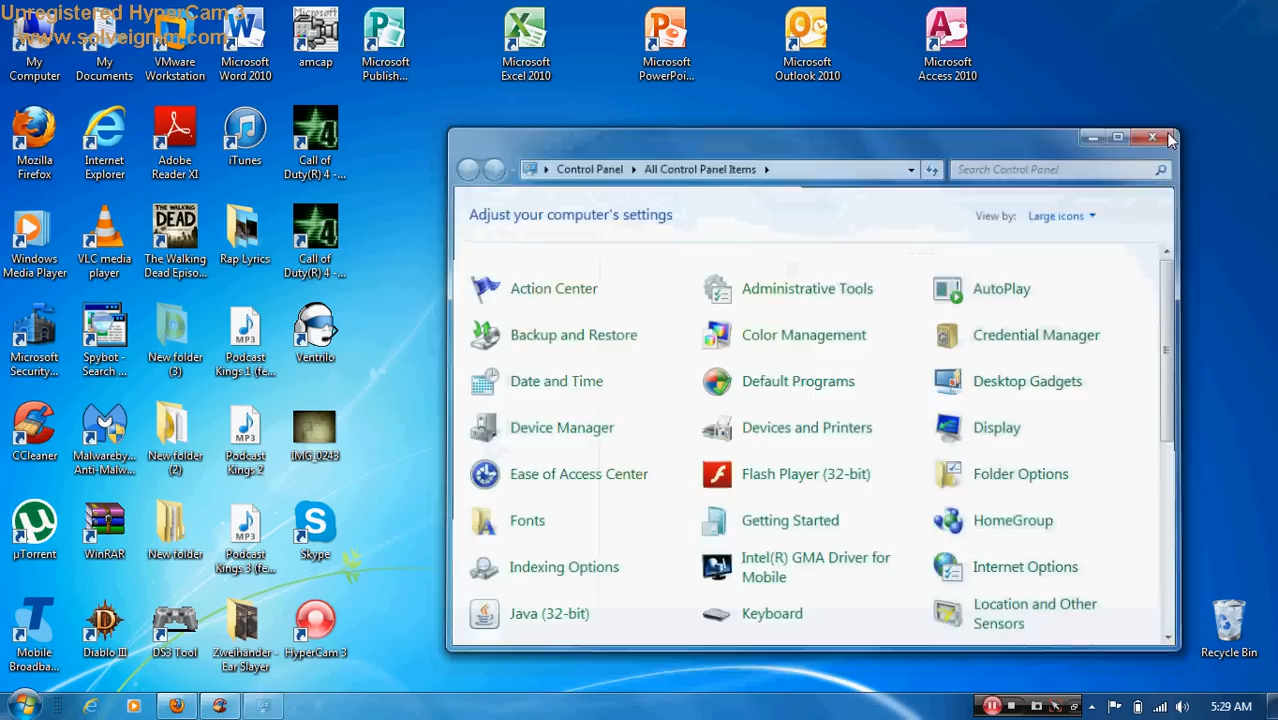 Unregistered HyperCam 3
www.solveigmm.com
My Computer
My Documents
VMware Workstation
Microsoft Word 2010
amcap
Microsoft Publish...
Microsoft Excel 2010
Microsoft PowerPoi...
Microsoft Outlook 2010
Microsoft Access 2010
Mozilla Firefox
Internet Explorer
Adobe Reader XI
iTunes
Call of Duty(R) 4 -...
Windows Media Player
VLC media player
THE WALKING DEAD
The Walking Dead Episo...
Rap Lyrics
Call of Duty(R) 4 -...
Microsoft Security...
Spybot - Search ...
New folder (3)
Podcast Kings 1 (fe...
Ventrilo
CCleaner
Malwareby... Anti-Malw...
New folder (2)
MP3
Podcast Kings 2
IMG_0243
µTorrent
WinRAR
New folder
MP3
Podcast Kings 3 (fe...
Skype
Mobile Broadba...
Diablo III
DS3 Tool
Zweihander - Ear Slayer
HyperCam 3
Control Panel
All Control Panel Items
Search Control Panel
Adjust your computer's settings
View by: Large icons
Action Center
Administrative Tools
AutoPlay
Backup and Restore
Color Management
Credential Manager
Date and Time
Default Programs
Desktop Gadgets
Device Manager
Devices and Printers
Display
Ease of Access Center
Flash Player (32-bit)
Folder Options
Fonts
Getting Started
HomeGroup
Indexing Options
Intel(R) GMA Driver for Mobile
Internet Options
Java (32-bit)
Keyboard
Location and Other Sensors
Recycle Bin
5:29 AM